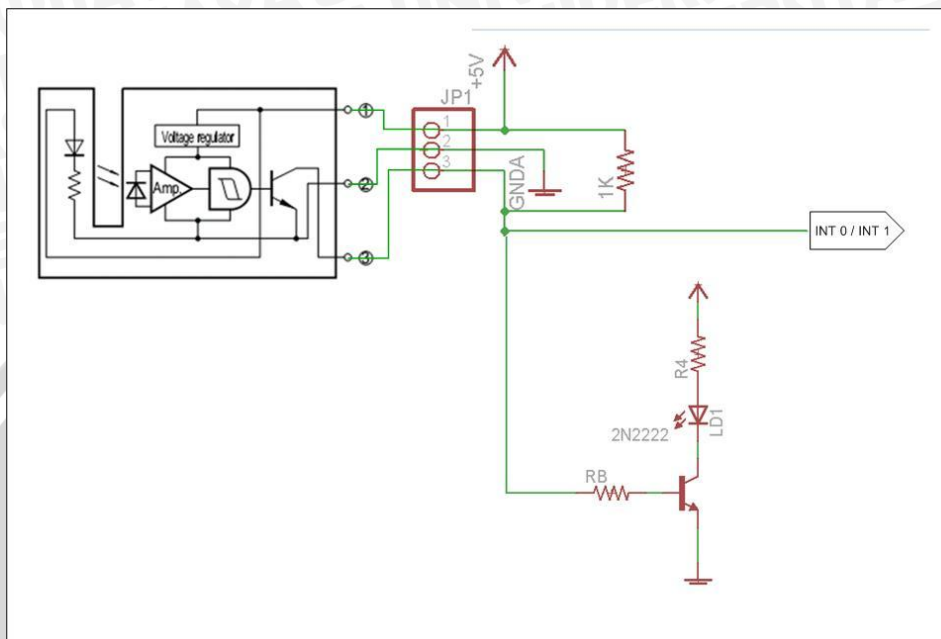 +5V
JP1
①
1
Voltage regulator
2
GNDA
1K
3
Amp.
②
INT 0 / INT 1
③
R4
LD1
2N2222
RB